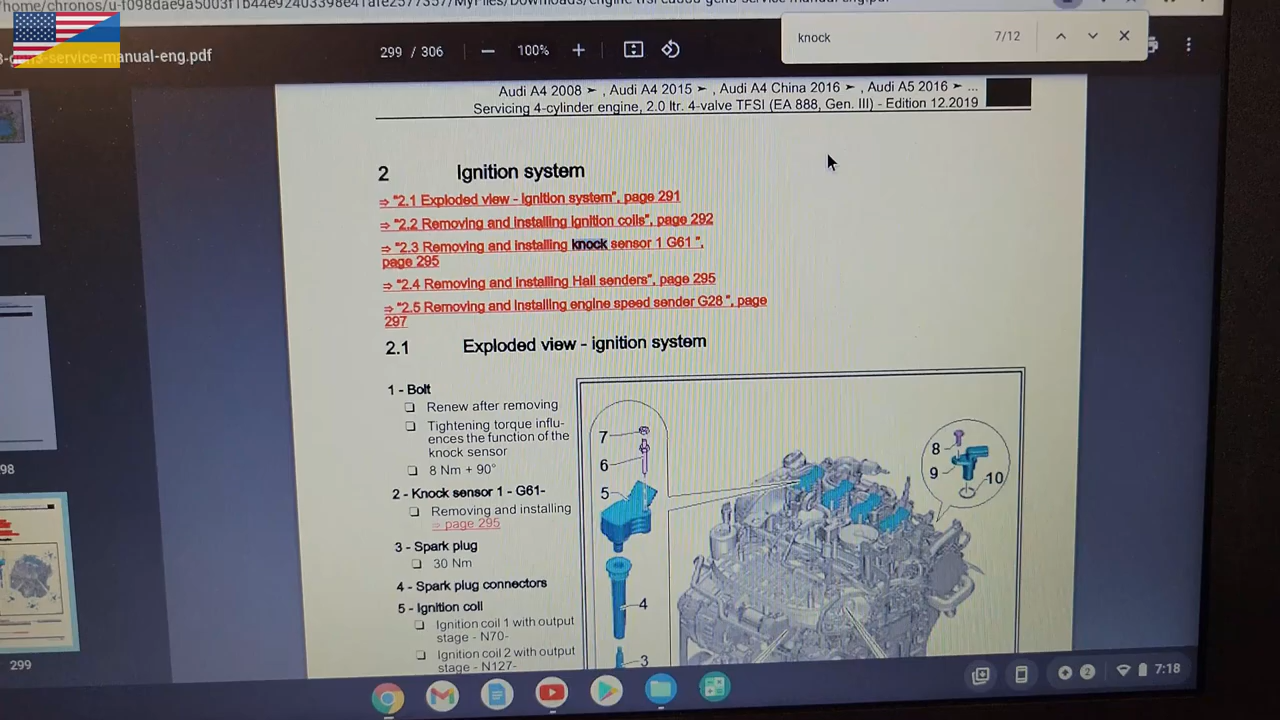 3-service-manual-eng.pdf
299 / 306
100%
knock
7/12
Audi A4 2008 ➤ , Audi A4 2015 ➤ , Audi A4 China 2016 ➤ , Audi A5 2016 ➤ ...
Servicing 4-cylinder engine, 2.0 ltr. 4-valve TFSI (EA 888, Gen. III) - Edition 12.2019
2 Ignition system
⇒ "2.1 Exploded view - ignition system", page 291
⇒ "2.2 Removing and installing ignition coils", page 292
⇒ "2.3 Removing and installing knock sensor 1 G61 ",
page 295
⇒ "2.4 Removing and installing Hall senders", page 295
⇒ "2.5 Removing and installing engine speed sender G28 ", page
297
2.1 Exploded view - ignition system
1 - Bolt
❑ Renew after removing
❑ Tightening torque influ-
ences the function of the
knock sensor
❑ 8 Nm + 90°
2 - Knock sensor 1 - G61-
❑ Removing and installing
⇒ page 295
3 - Spark plug
❑ 30 Nm
4 - Spark plug connectors
5 - Ignition coil
❑ Ignition coil 1 with output
stage - N70-
❑ Ignition coil 2 with output
stage - N127-
7
6
5
4
3
8
9
10
98
299
2
7:18